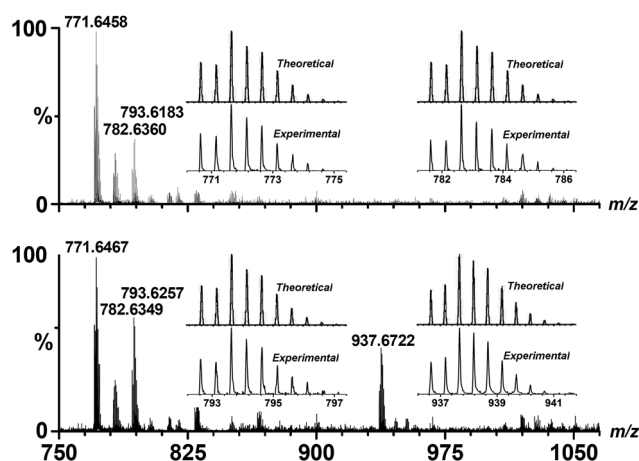 100
771.6458
793.6183
782.6360
%
0
Theoretical
Experimental
771 773 775
Theoretical
Experimental
782 784 786
m/z
100
771.6467
793.6257
782.6349
%
0
Theoretical
Experimental
793 795 797
937.6722
Theoretical
Experimental
937 939 941
m/z
750 825 900 975 1050